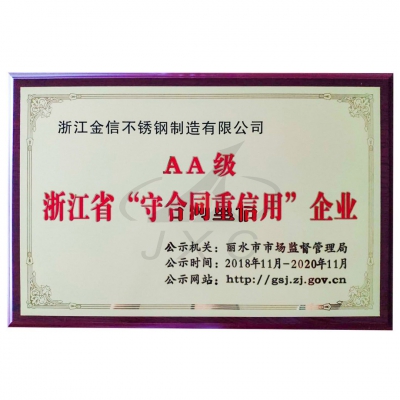 浙江金信不锈钢制造有限公司
AA级
浙江省“守合同重信用”企业
JXC
公示机关：丽水市市场监督管理局
公示时间：2018年11月-2020年11月
公示网站：http://gsj.zj.gov.cn